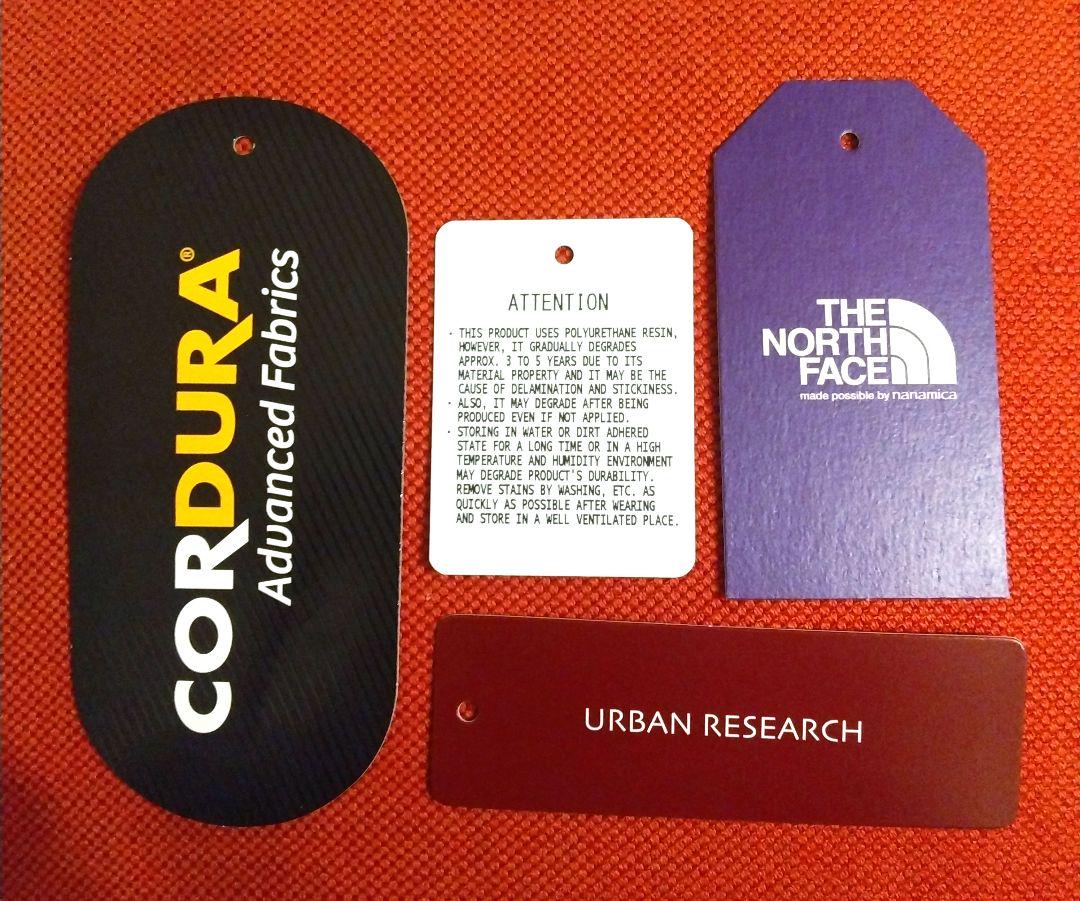 CORDURA®
Advanced Fabrics
ATTENTION
· THIS PRODUCT USES POLYURETHANE RESIN,
HOWEVER, IT GRADUALLY DEGRADES
APPROX. 3 TO 5 YEARS DUE TO ITS
MATERIAL PROPERTY AND IT MAY BE THE
CAUSE OF DELAMINATION AND STICKINESS.
· ALSO, IT MAY DEGRADE AFTER BEING
PRODUCED EVEN IF NOT APPLIED.
· STORING IN WATER OR DIRT ADHERED
STATE FOR A LONG TIME OR IN A HIGH
TEMPERATURE AND HUMIDITY ENVIRONMENT
MAY DEGRADE PRODUCT'S DURABILITY.
REMOVE STAINS BY WASHING, ETC. AS
QUICKLY AS POSSIBLE AFTER WEARING
AND STORE IN A WELL VENTILATED PLACE.
THE
NORTH
FACE
made possible by nanamica
URBAN RESEARCH